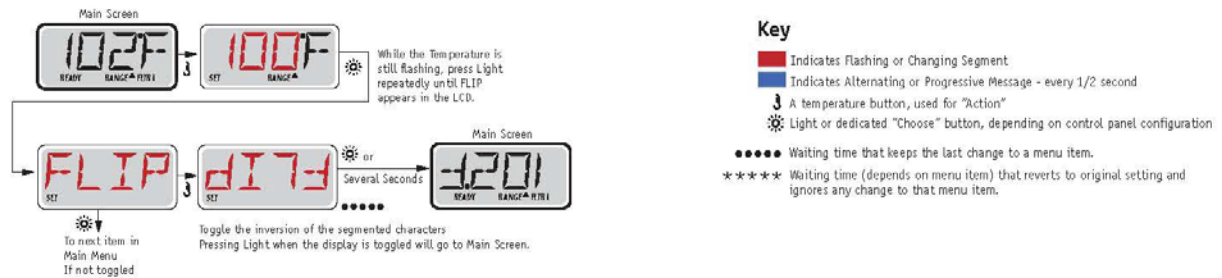 Main Screen
102°F
READY RANGE FLTR 1
100°F
SET RANGE
While the Temperature is
still flashing, press Light
repeatedly until FLIP
appears in the LCD.
FLIP
SET
SET
or
Several Seconds
Main Screen
READY RANGE FLTR 1
To next item in
Main Menu
If not toggled
Toggle the inversion of the segmented characters
Pressing Light when the display is toggled will go to Main Screen.
Key
Indicates Flashing or Changing Segment
Indicates Alternating or Progressive Message - every 1/2 second
A temperature button, used for "Action"
Light or dedicated "Choose" button, depending on control panel configuration
Waiting time that keeps the last change to a menu item.
***** Waiting time (depends on menu item) that reverts to original setting and
ignores any change to that menu item.